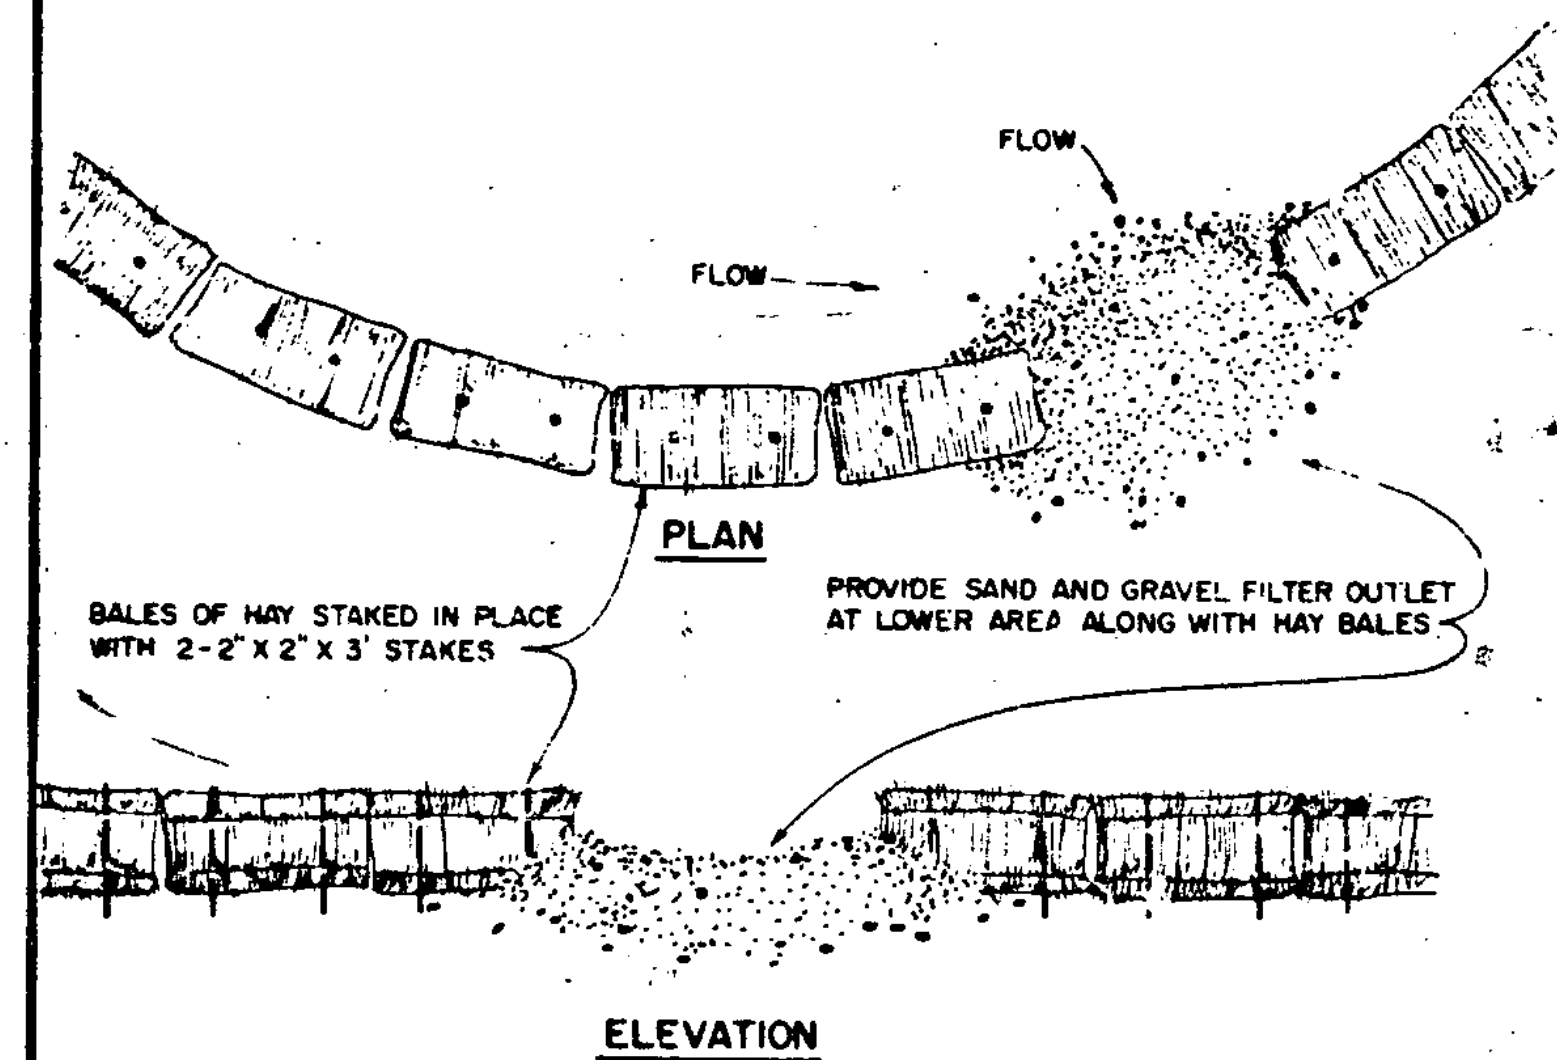 FLOW
FLOW
PLAN
BALES OF HAY STAKED IN PLACE
WITH 2-2" X 2" X 3' STAKES
PROVIDE SAND AND GRAVEL FILTER OUTLET
AT LOWER AREA ALONG WITH HAY BALES
ELEVATION